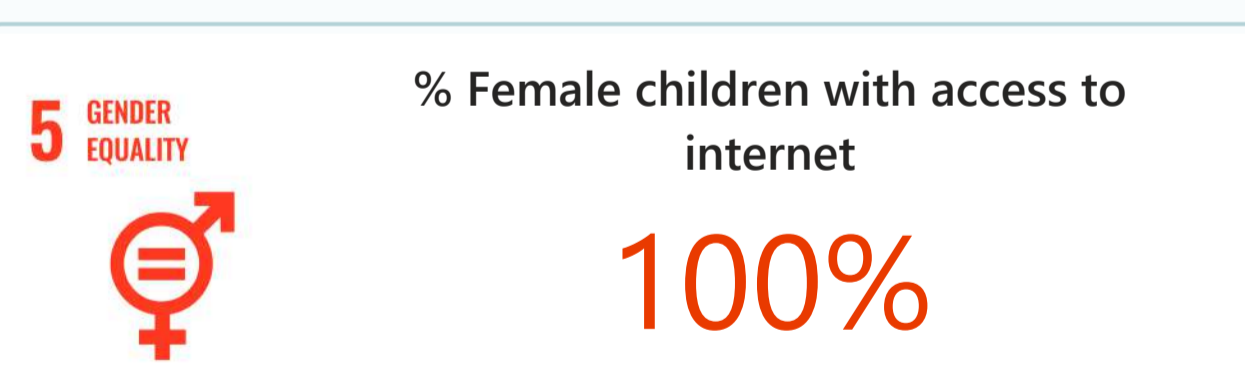 5 GENDER
EQUALITY
% Female children with access to
internet
100%